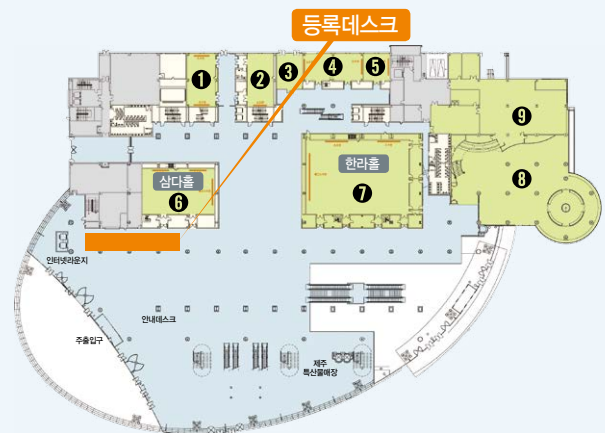 등록데스크
❶
❷
❸
❹
❺
❾
삼다홀
❻
한라홀
❼
❽
인터넷라운지
안내데스크
주출입구
제주
특산물매장